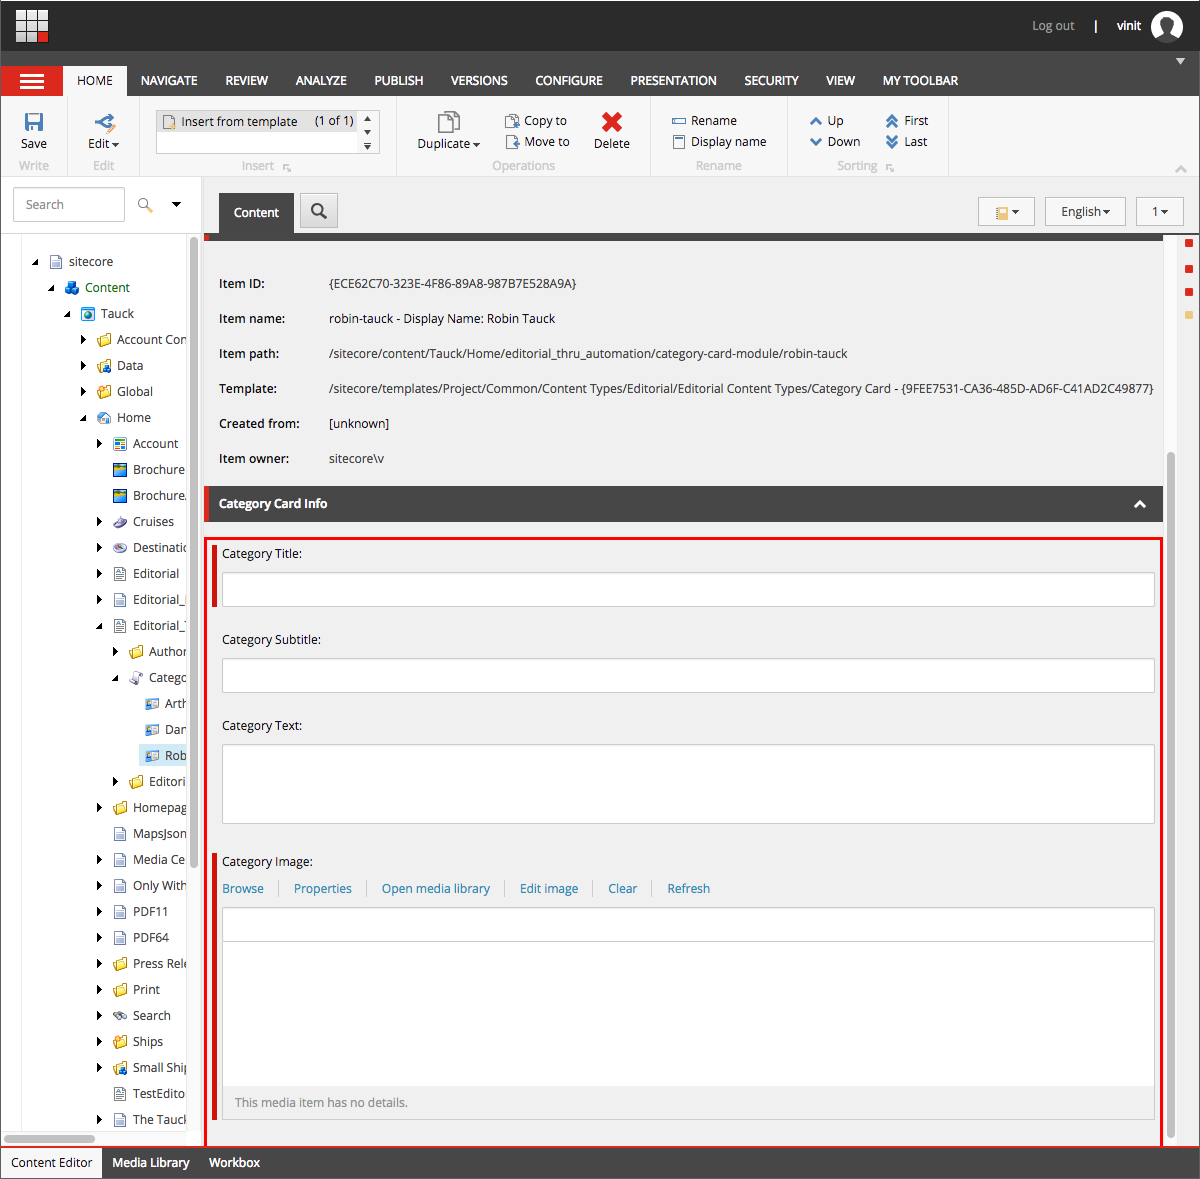 Log out | vinit
HOME NAVIGATE REVIEW ANALYZE PUBLISH VERSIONS CONFIGURE PRESENTATION SECURITY VIEW MY TOOLBAR
Save
Write
Edit
Edit
Insert from template (1 of 1)
Insert
Duplicate
Copy to
Move to
Delete
Operations
Rename
Display name
Rename
Up
Down
First
Last
Sorting
Search
Content
English
1
sitecore
Content
Tauck
Account Con
Data
Global
Home
Account
Brochure
Brochure
Cruises
Destinatio
Editorial
Editorial_
Editorial_
Author
Catego
Arth
Dan
Rob
Editori
Homepag
MapsJson
Media Ce
Only With
PDF11
PDF64
Press Rele
Print
Search
Ships
Small Ship
TestEdito
The Tauck
Item ID: {ECE62C70-323E-4F86-89A8-987B7E528A9A}
Item name: robin-tauck - Display Name: Robin Tauck
Item path: /sitecore/content/Tauck/Home/editorial_thru_automation/category-card-module/robin-tauck
Template: /sitecore/templates/Project/Common/Content Types/Editorial/Editorial Content Types/Category Card - {9FEE7531-CA36-485D-AD6F-C41AD2C49877}
Created from: [unknown]
Item owner: sitecore\v
Category Card Info
Category Title:
Category Subtitle:
Category Text:
Category Image:
Browse Properties Open media library Edit image Clear Refresh
This media item has no details.
Content Editor Media Library Workbox